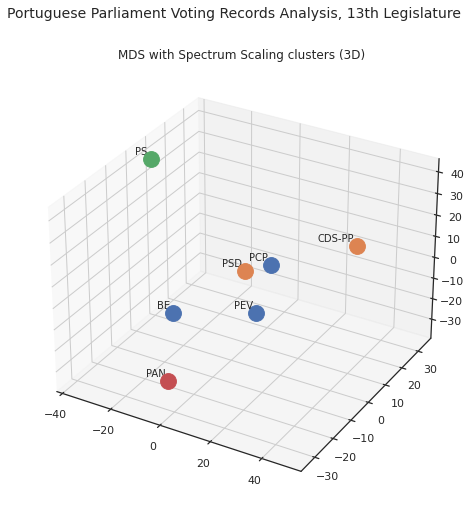 Portuguese Parliament Voting Records Analysis, 13th Legislature
MDS with Spectrum Scaling clusters (3D)
PS
CDS-PP
PCP
PSD
BE
PEV
PAN
40
30
20
10
0
−10
−20
−30
−40
−20
0
20
40
30
20
10
0
−10
−20
−30